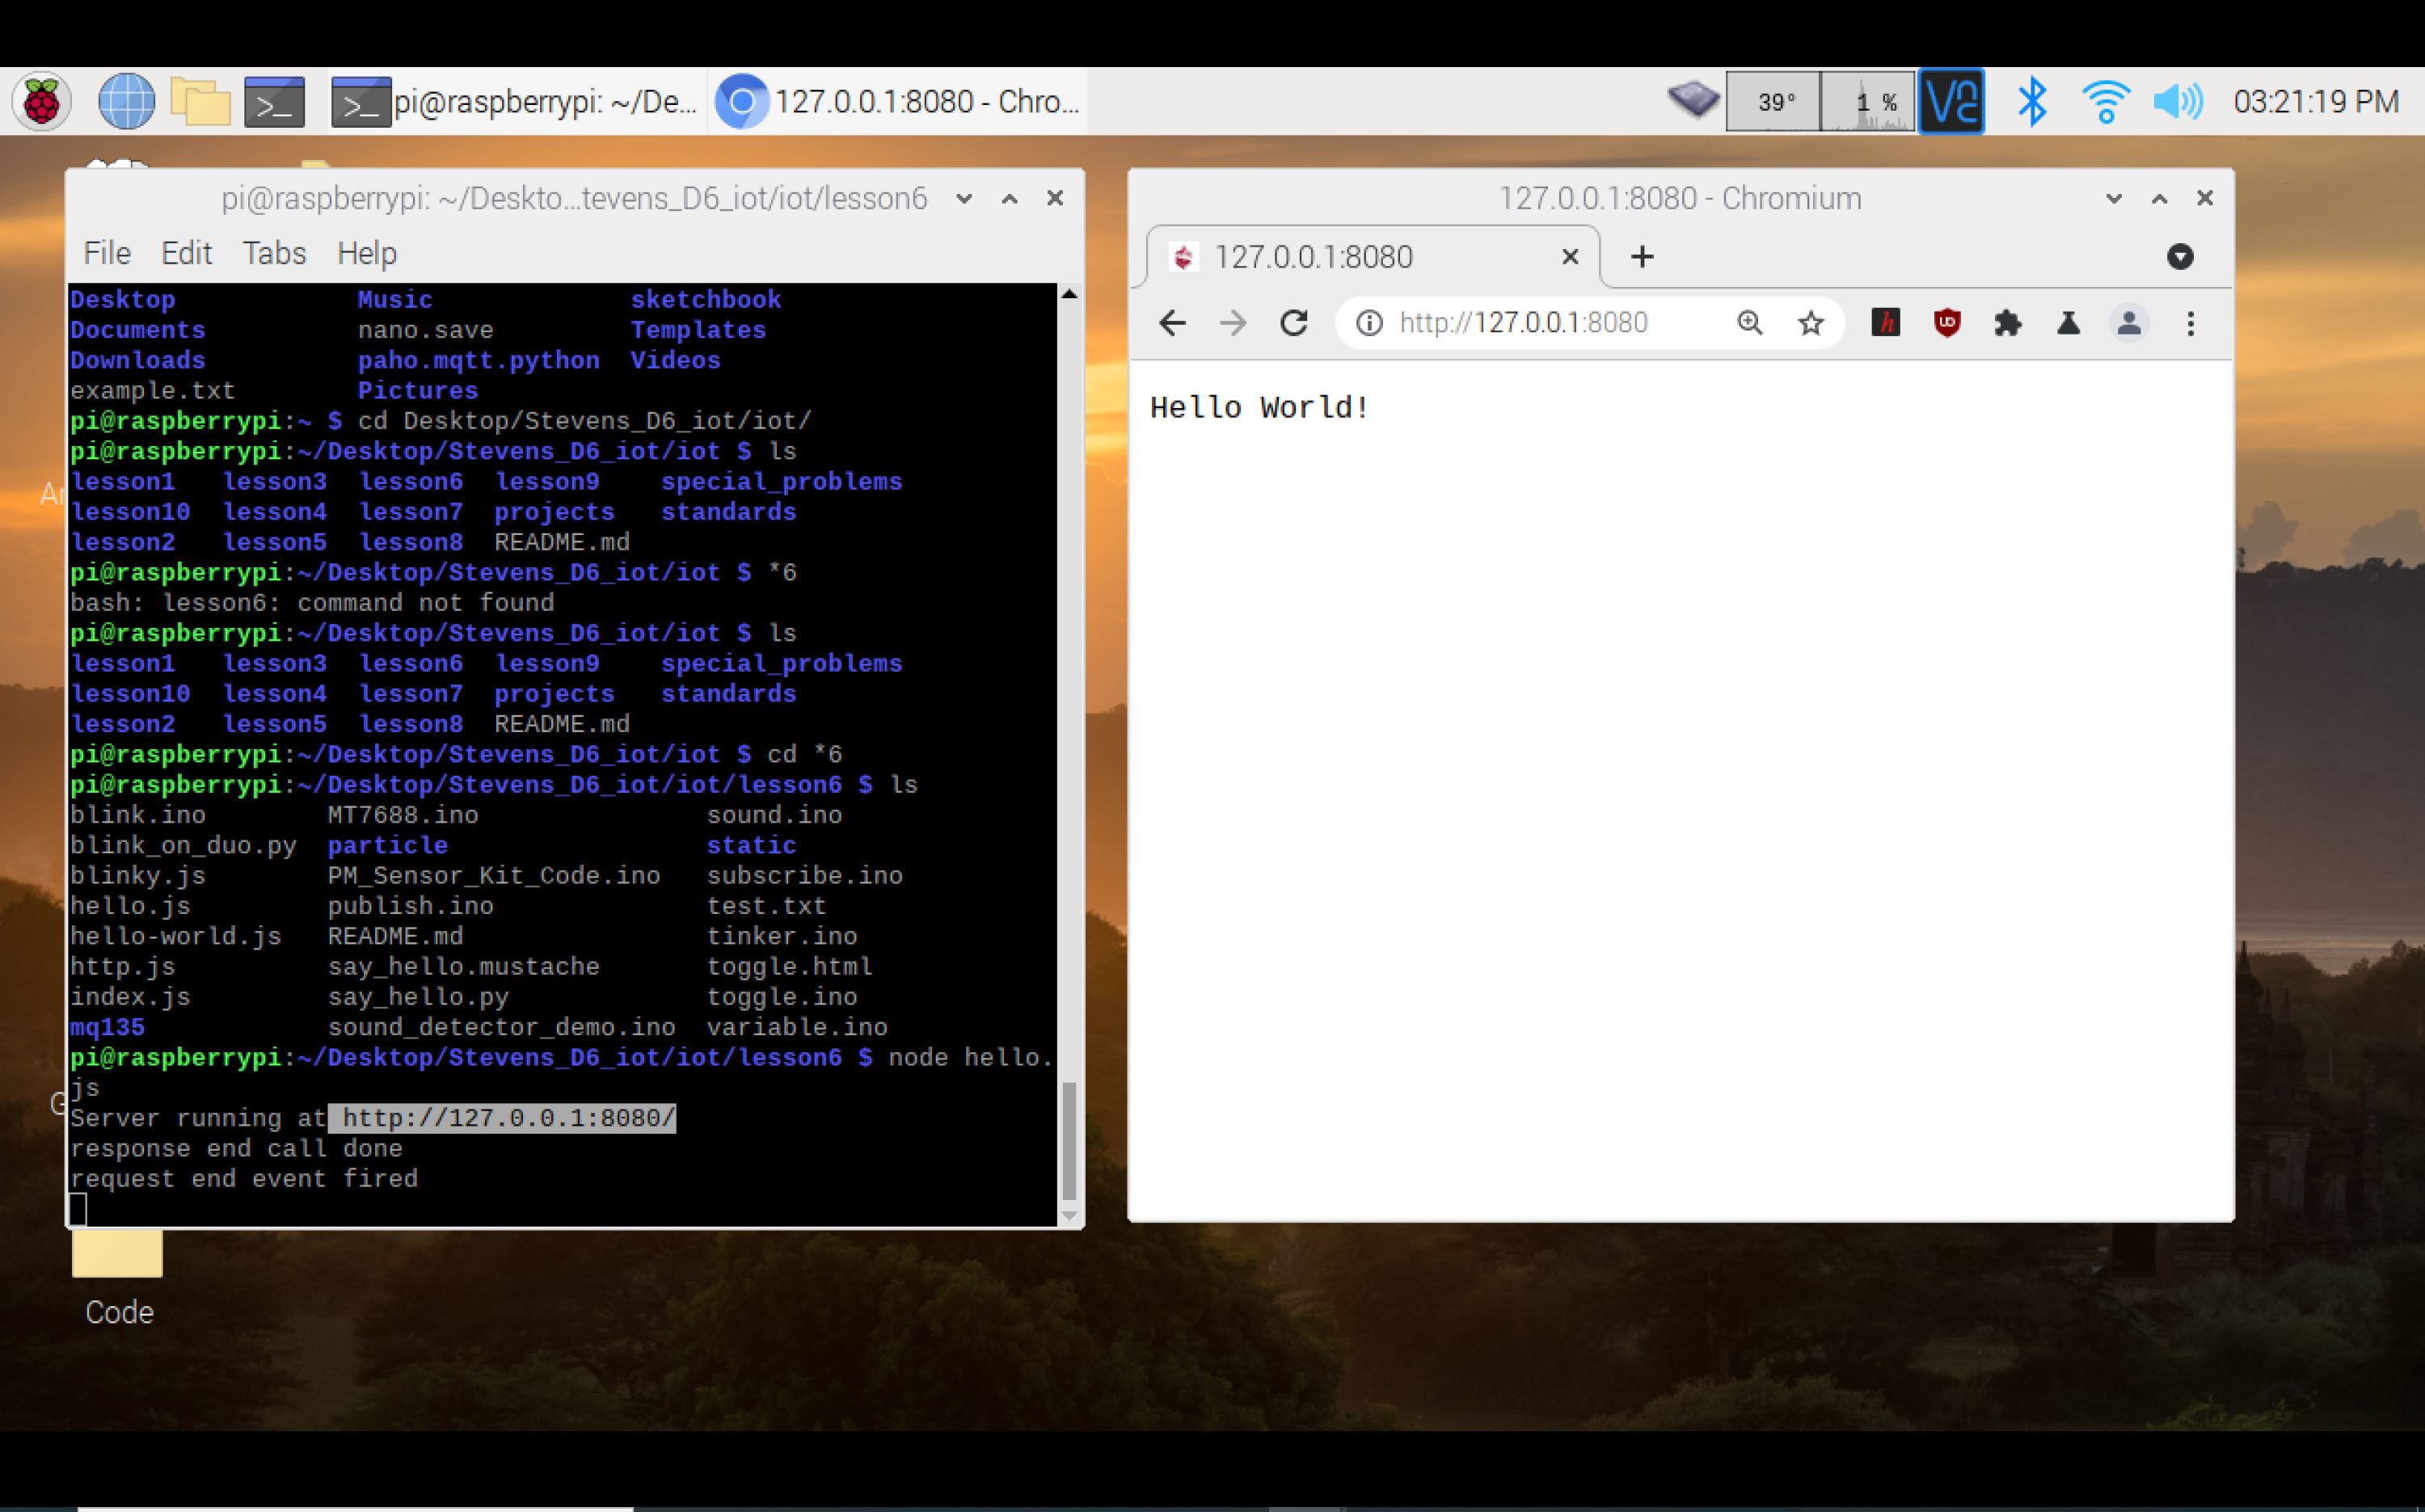 pi@raspberrypi: ~/De... 127.0.0.1:8080 - Chro... 39° 1 % 03:21:19 PM
pi@raspberrypi: ~/Deskto...tevens_D6_iot/iot/lesson6
File Edit Tabs Help
Desktop Music sketchbook
Documents nano.save Templates
Downloads paho.mqtt.python Videos
example.txt Pictures
pi@raspberrypi:~ $ cd Desktop/Stevens_D6_iot/iot/
pi@raspberrypi:~/Desktop/Stevens_D6_iot/iot $ ls
lesson1 lesson3 lesson6 lesson9 special_problems
lesson10 lesson4 lesson7 projects standards
lesson2 lesson5 lesson8 README.md
pi@raspberrypi:~/Desktop/Stevens_D6_iot/iot $ *6
bash: lesson6: command not found
pi@raspberrypi:~/Desktop/Stevens_D6_iot/iot $ ls
lesson1 lesson3 lesson6 lesson9 special_problems
lesson10 lesson4 lesson7 projects standards
lesson2 lesson5 lesson8 README.md
pi@raspberrypi:~/Desktop/Stevens_D6_iot/iot $ cd *6
pi@raspberrypi:~/Desktop/Stevens_D6_iot/iot/lesson6 $ ls
blink.ino MT7688.ino sound.ino
blink_on_duo.py particle static
blinky.js PM_Sensor_Kit_Code.ino subscribe.ino
hello.js publish.ino test.txt
hello-world.js README.md tinker.ino
http.js say_hello.mustache toggle.html
index.js say_hello.py toggle.ino
mq135 sound_detector_demo.ino variable.ino
pi@raspberrypi:~/Desktop/Stevens_D6_iot/iot/lesson6 $ node hello.
js
Server running at http://127.0.0.1:8080/
response end call done
request end event fired
Code
127.0.0.1:8080 - Chromium
127.0.0.1:8080
http://127.0.0.1:8080
Hello World!